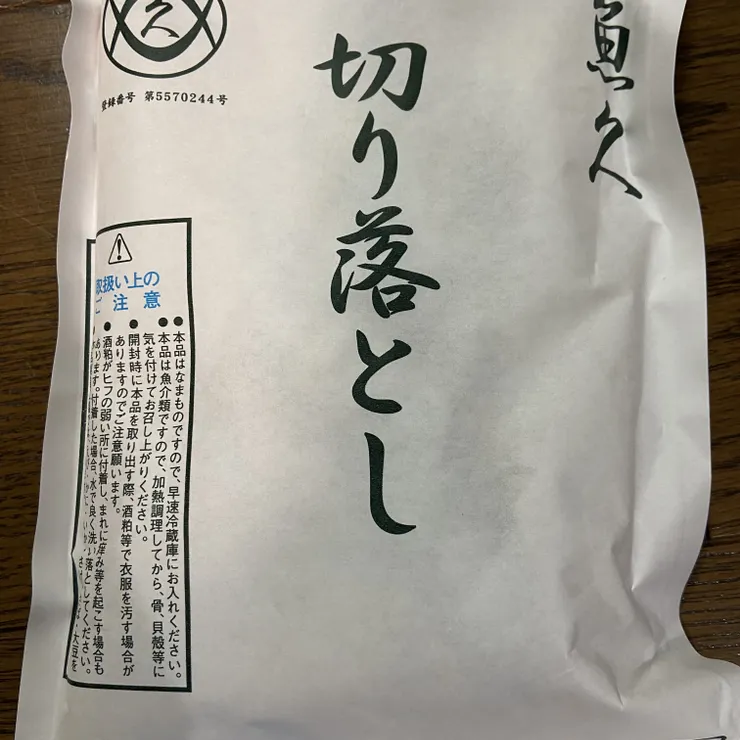 魚久
切り落とし
久
登録番号 第5570244号
取扱い上の
ご注意
●本品はなまものですので、早速冷蔵庫にお入れください。
●本品は魚介類ですので、加熱調理してから、骨、貝殻等に
気を付けてお召し上がりください。
●開封時に本品を取り出す際、酒粕等で衣服を汚す場合が
ありますのでご注意願います。
●酒粕がヒフの弱い所に付着し、まれに痒み等を起こす場合も
あります。付着した場合、水で良く洗い落としてください。
大豆を